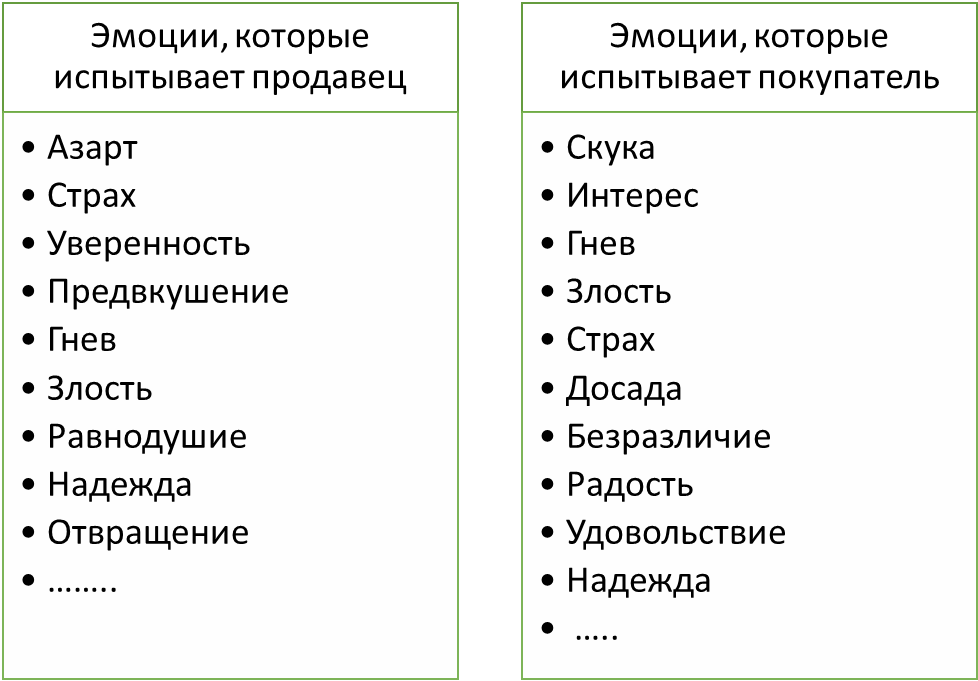 Эмоции, которые
испытывает продавец
• Азарт
• Страх
• Уверенность
• Предвкушение
• Гнев
• Злость
• Равнодушие
• Надежда
• Отвращение
• ……..
Эмоции, которые
испытывает покупатель
• Скука
• Интерес
• Гнев
• Злость
• Страх
• Досада
• Безразличие
• Радость
• Удовольствие
• Надежда
• …..